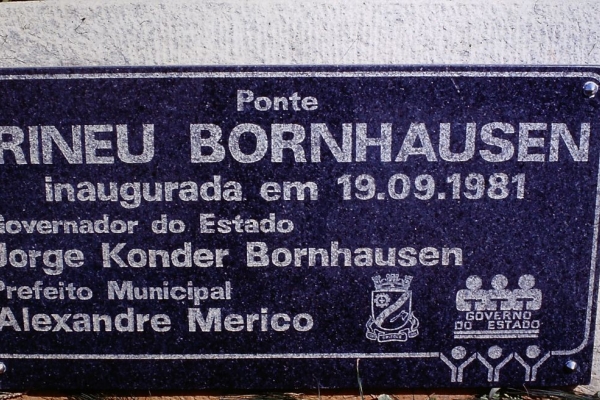 Ponte
RINEU BORNHAUSEN
inaugurada em 19.09.1981
Governador do Estado
Jorge Konder Bornhausen
Prefeito Municipal
Alexandre Merico
GOVERNO
DO ESTADO